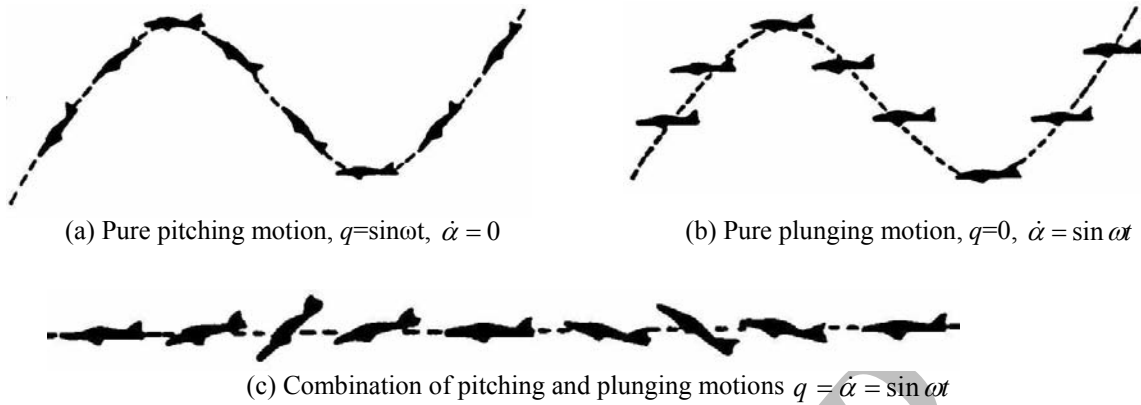 (a) Pure pitching motion, q=sinωt, α̇ = 0
(b) Pure plunging motion, q=0, α̇ = sin ωt
(c) Combination of pitching and plunging motions q = α̇ = sin ωt